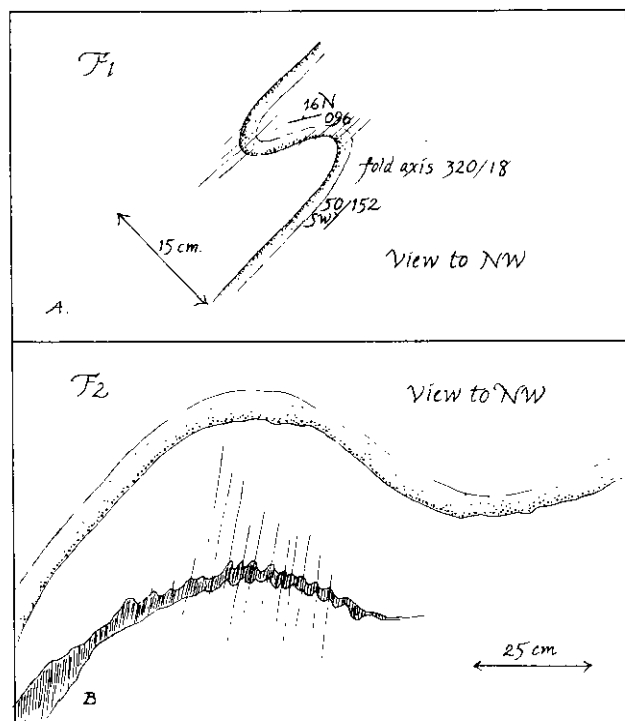 F1
16N
096
fold axis 320/18
50/152
SW
15 cm.
View to NW
A.
F2
View to NW
25 cm
B